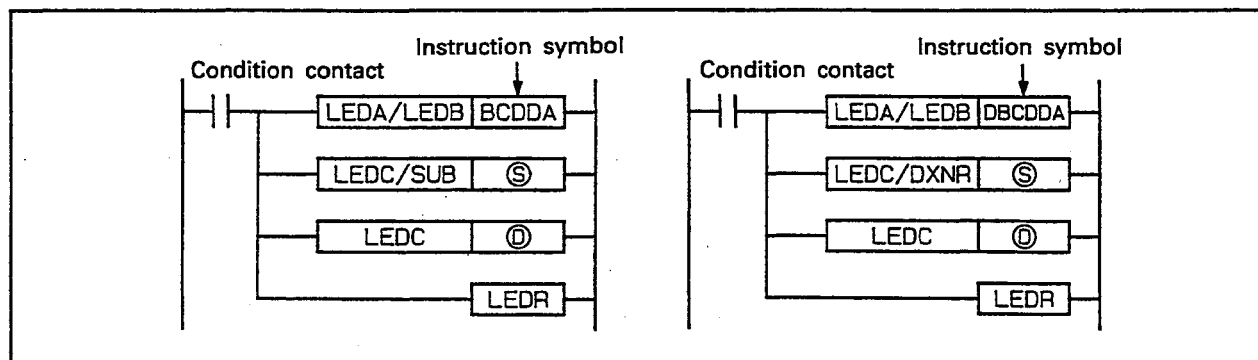 Instruction symbol
Condition contact
LEDA/LEDB BCDDA
LEDC/SUB Ⓢ
LEDC Ⓓ
LEDR
Instruction symbol
Condition contact
LEDA/LEDB DBCDDA
LEDC/DXNR Ⓢ
LEDC Ⓓ
LEDR